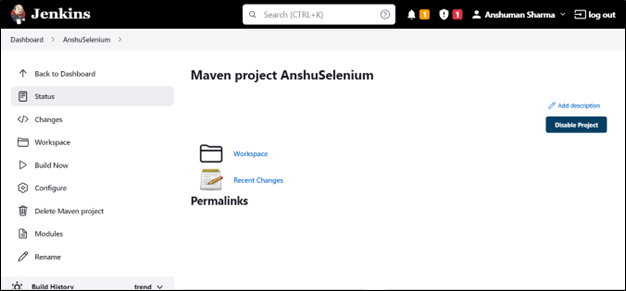 Jenkins
Search (CTRL+K)
1
1
Anshuman Sharma
log out
Dashboard
AnshuSelenium
Back to Dashboard
Status
Changes
Workspace
Build Now
Configure
Delete Maven project
Modules
Rename
Build History
trend
Maven project AnshuSelenium
Add description
Disable Project
Workspace
Recent Changes
Permalinks